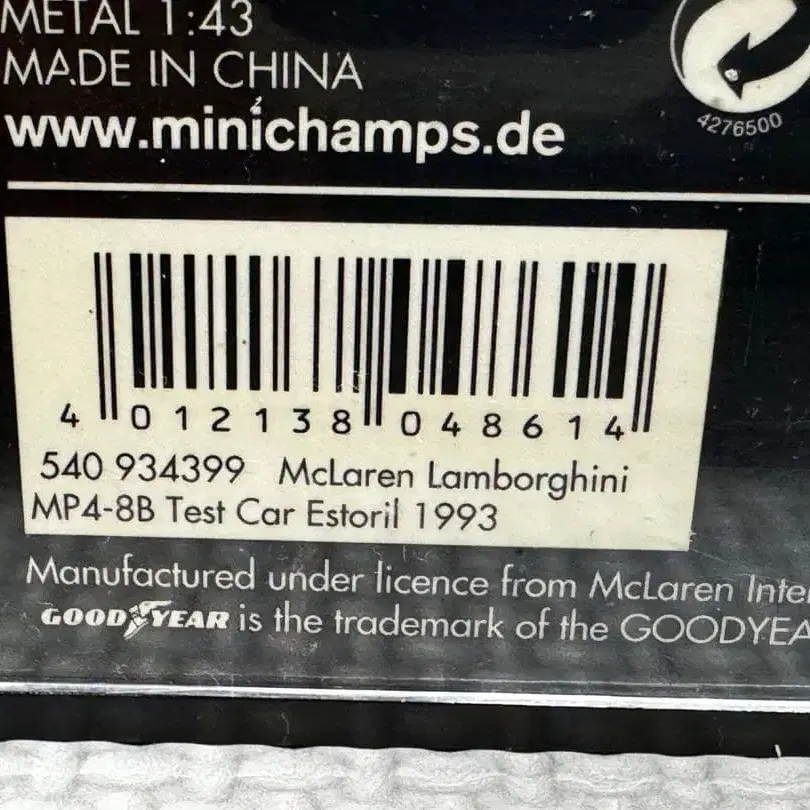 METAL 1:43
MADE IN CHINA
www.minichamps.de
4276500
4 012138 048614
540 934399 McLaren Lamborghini
MP4-8B Test Car Estoril 1993
Manufactured under licence from McLaren
GOODYEAR is the trademark of the